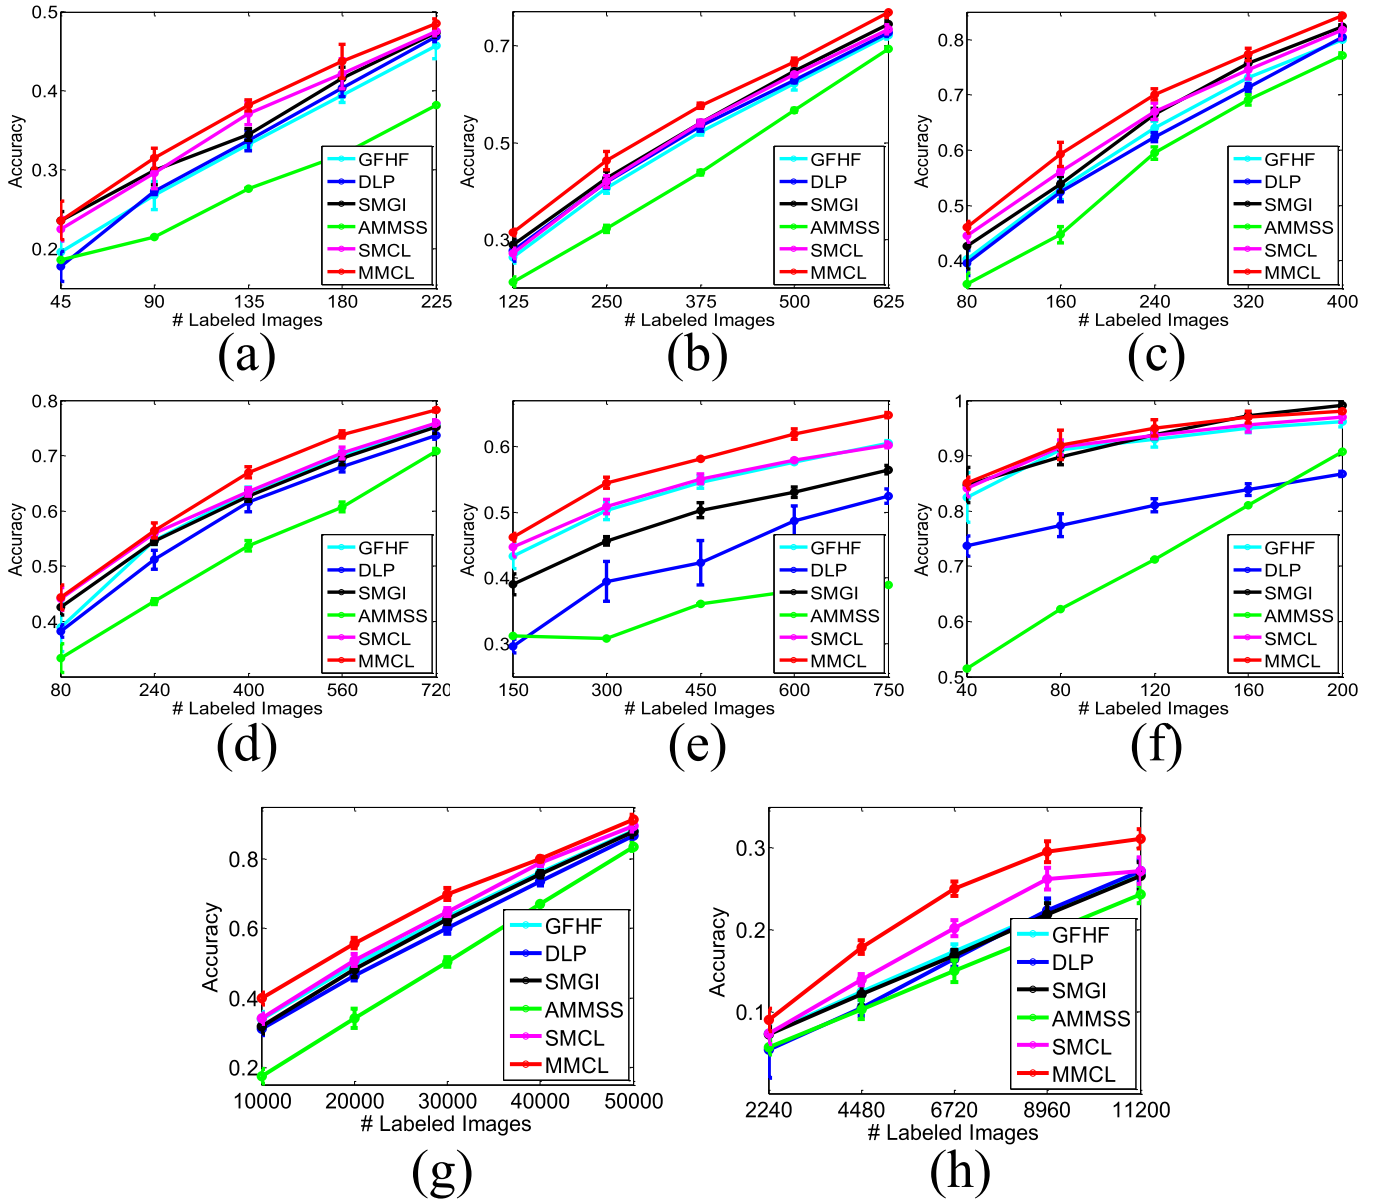 0.5
0.4
0.3
0.2
Accuracy
45 90 135 180 225
# Labeled Images
GFHF
DLP
SMGI
AMMSS
SMCL
MMCL
(a)
0.7
0.5
0.3
Accuracy
125 250 375 500 625
# Labeled Images
GFHF
DLP
SMGI
AMMSS
SMCL
MMCL
(b)
0.8
0.7
0.6
0.5
0.4
Accuracy
80 160 240 320 400
# Labeled Images
GFHF
DLP
SMGI
AMMSS
SMCL
MMCL
(c)
0.8
0.7
0.6
0.5
0.4
Accuracy
80 240 400 560 720
# Labeled Images
GFHF
DLP
SMGI
AMMSS
SMCL
MMCL
(d)
0.6
0.5
0.4
0.3
Accuracy
150 300 450 600 750
# Labeled Images
GFHF
DLP
SMGI
AMMSS
SMCL
MMCL
(e)
1
0.9
0.8
0.7
0.6
0.5
Accuracy
40 80 120 160 200
# Labeled Images
GFHF
DLP
SMGI
AMMSS
SMCL
MMCL
(f)
0.8
0.6
0.4
0.2
Accuracy
10000 20000 30000 40000 50000
# Labeled Images
GFHF
DLP
SMGI
AMMSS
SMCL
MMCL
(g)
0.3
0.2
0.1
Accuracy
2240 4480 6720 8960 11200
# Labeled Images
GFHF
DLP
SMGI
AMMSS
SMCL
MMCL
(h)